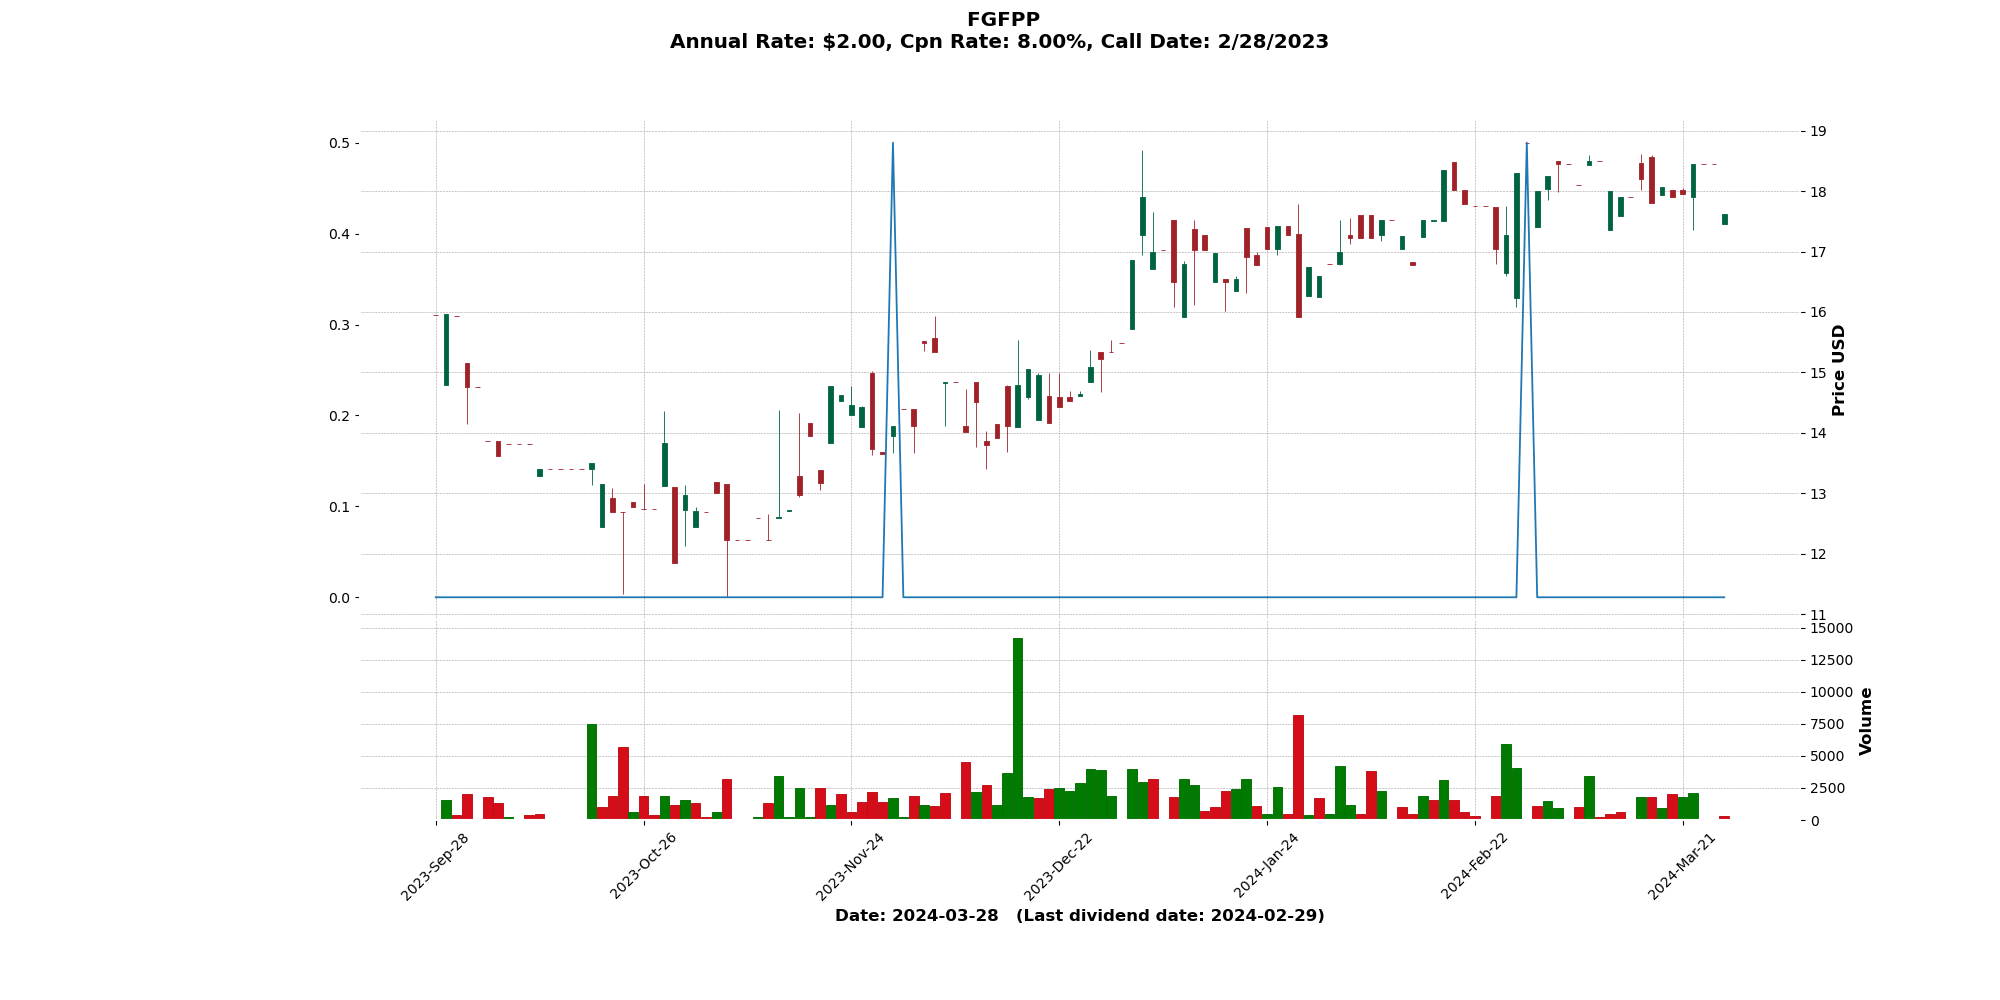 FGFPP
Annual Rate: $2.00, Cpn Rate: 8.00%, Call Date: 2/28/2023
0.5
0.4
0.3
0.2
0.1
0.0
19
18
17
16
15
14
13
12
11
Price USD
15000
12500
10000
7500
5000
2500
0
Volume
2023-Sep-28
2023-Oct-26
2023-Nov-24
2023-Dec-22
2024-Jan-24
2024-Feb-22
2024-Mar-21
Date: 2024-03-28 (Last dividend date: 2024-02-29)